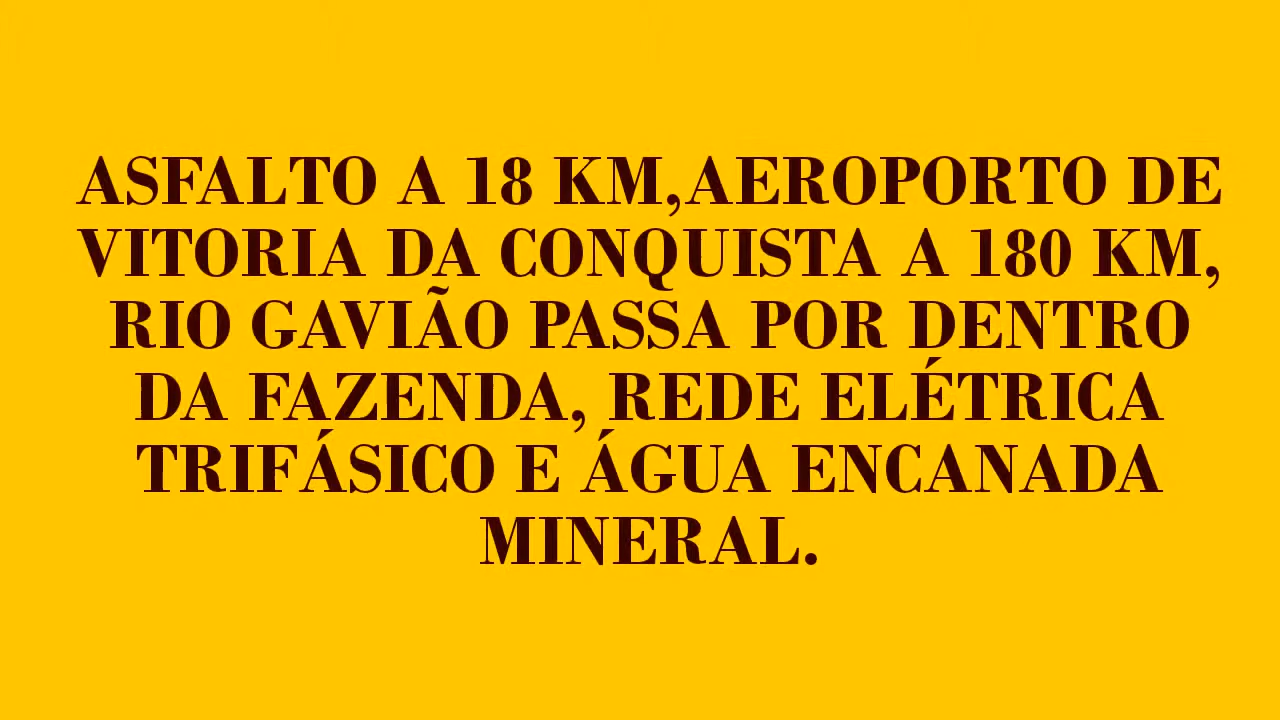 ASFALTO A 18 KM,AEROPORTO DE
VITORIA DA CONQUISTA A 180 KM,
RIO GAVIÃO PASSA POR DENTRO
DA FAZENDA, REDE ELÉTRICA
TRIFÁSICO E ÁGUA ENCANADA
MINERAL.